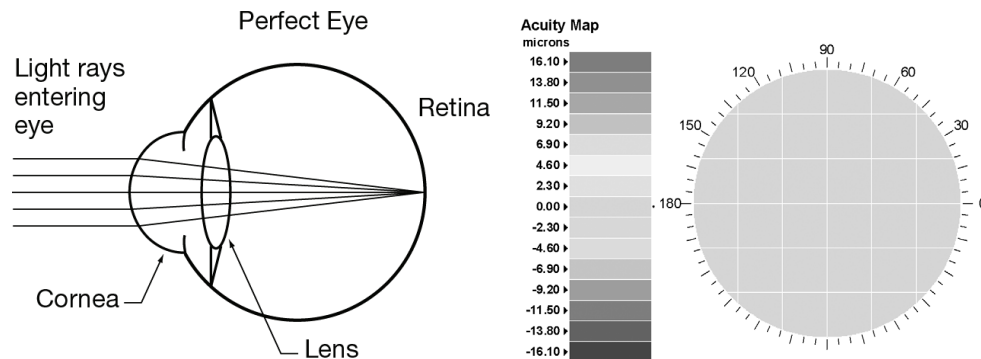 Perfect Eye
Light rays
entering
eye
Retina
Cornea
Lens
Acuity Map
microns
16.10
13.80
11.50
9.20
6.90
4.60
2.30
0.00
-2.30
-4.60
-6.90
-9.20
-11.50
-13.80
-16.10
90
120
60
150
30
180
0